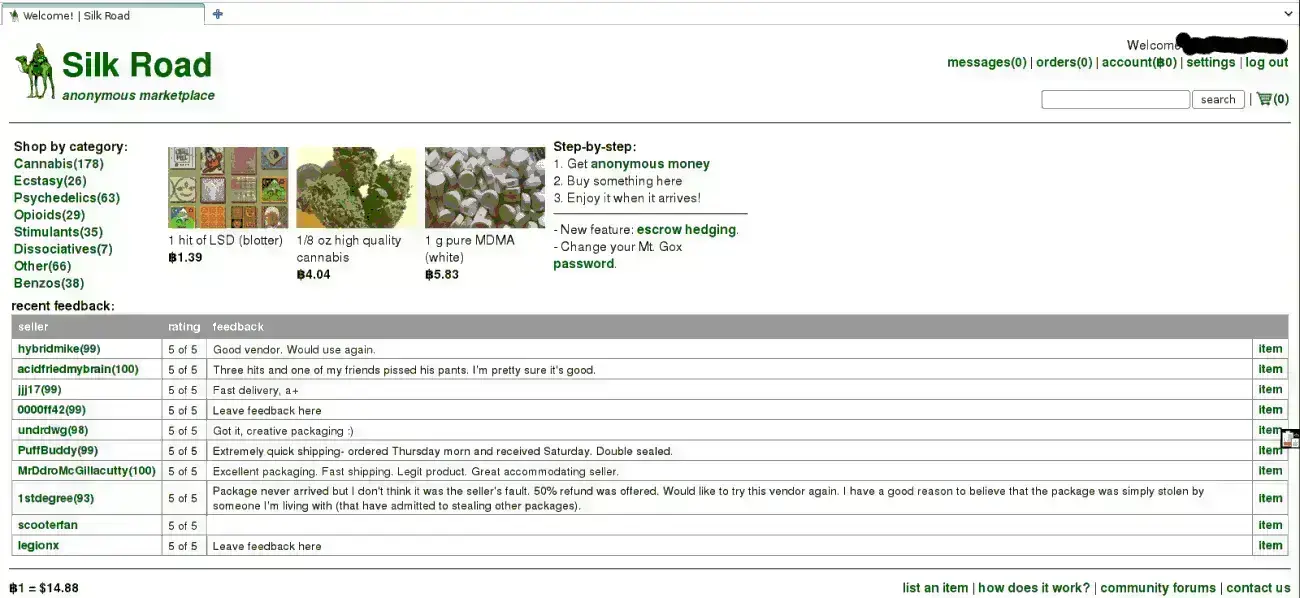 Welcome! | Silk Road
Silk Road
anonymous marketplace
Welcome
messages(0) | orders(0) | account(฿0) | settings | log out
search | (0)
Shop by category:
Cannabis(178)
Ecstasy(26)
Psychedelics(63)
Opioids(29)
Stimulants(35)
Dissociatives(7)
Other(66)
Benzos(38)
1 hit of LSD (blotter)
฿1.39
1/8 oz high quality
cannabis
฿4.04
1 g pure MDMA
(white)
฿5.83
Step-by-step:
1. Get anonymous money
2. Buy something here
3. Enjoy it when it arrives!
- New feature: escrow hedging.
- Change your Mt. Gox
password.
recent feedback:
seller rating feedback
hybridmike(99) 5 of 5 Good vendor. Would use again. item
acidfriedmybrain(100) 5 of 5 Three hits and one of my friends pissed his pants. I'm pretty sure it's good. item
jjj17(99) 5 of 5 Fast delivery, a+ item
0000ff42(99) 5 of 5 Leave feedback here item
undrdwg(98) 5 of 5 Got it, creative packaging :) item
PuffBuddy(99) 5 of 5 Extremely quick shipping- ordered Thursday morn and received Saturday. Double sealed. item
MrDdroMcGillacutty(100) 5 of 5 Excellent packaging. Fast shipping. Legit product. Great accommodating seller. item
1stdegree(93) 5 of 5 Package never arrived but I don't think it was the seller's fault. 50% refund was offered. Would like to try this vendor again. I have a good reason to believe that the package was simply stolen by item
someone I'm living with (that have admitted to stealing other packages).
scooterfan 5 of 5 item
legionx 5 of 5 Leave feedback here item
฿1 = $14.88
list an item | how does it work? | community forums | contact us